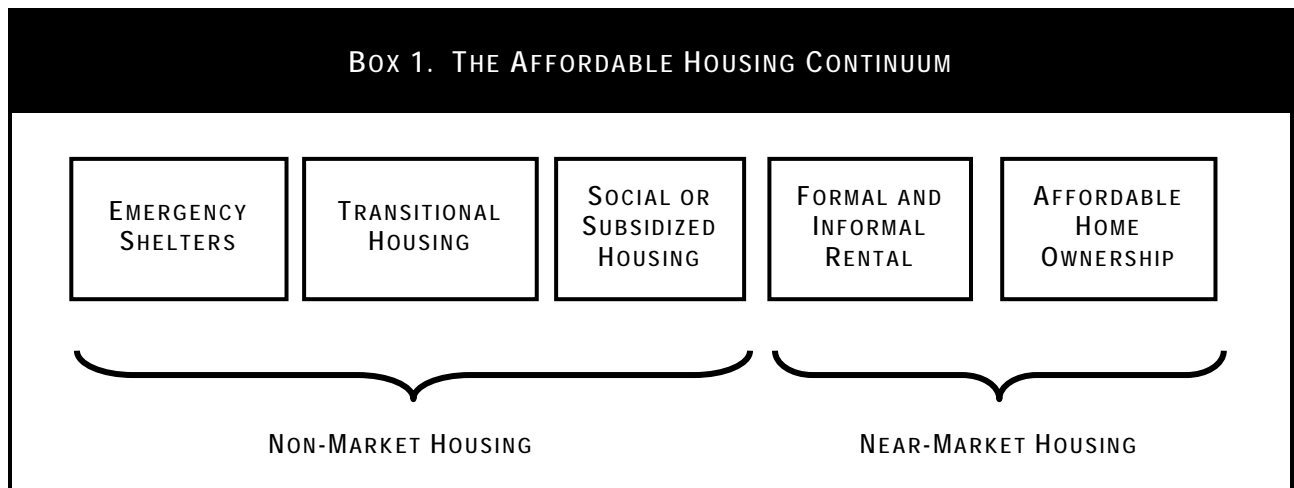 BOX 1. THE AFFORDABLE HOUSING CONTINUUM
EMERGENCY
SHELTERS
TRANSITIONAL
HOUSING
SOCIAL OR
SUBSIDIZED
HOUSING
FORMAL AND
INFORMAL
RENTAL
AFFORDABLE
HOME
OWNERSHIP
NON-MARKET HOUSING
NEAR-MARKET HOUSING